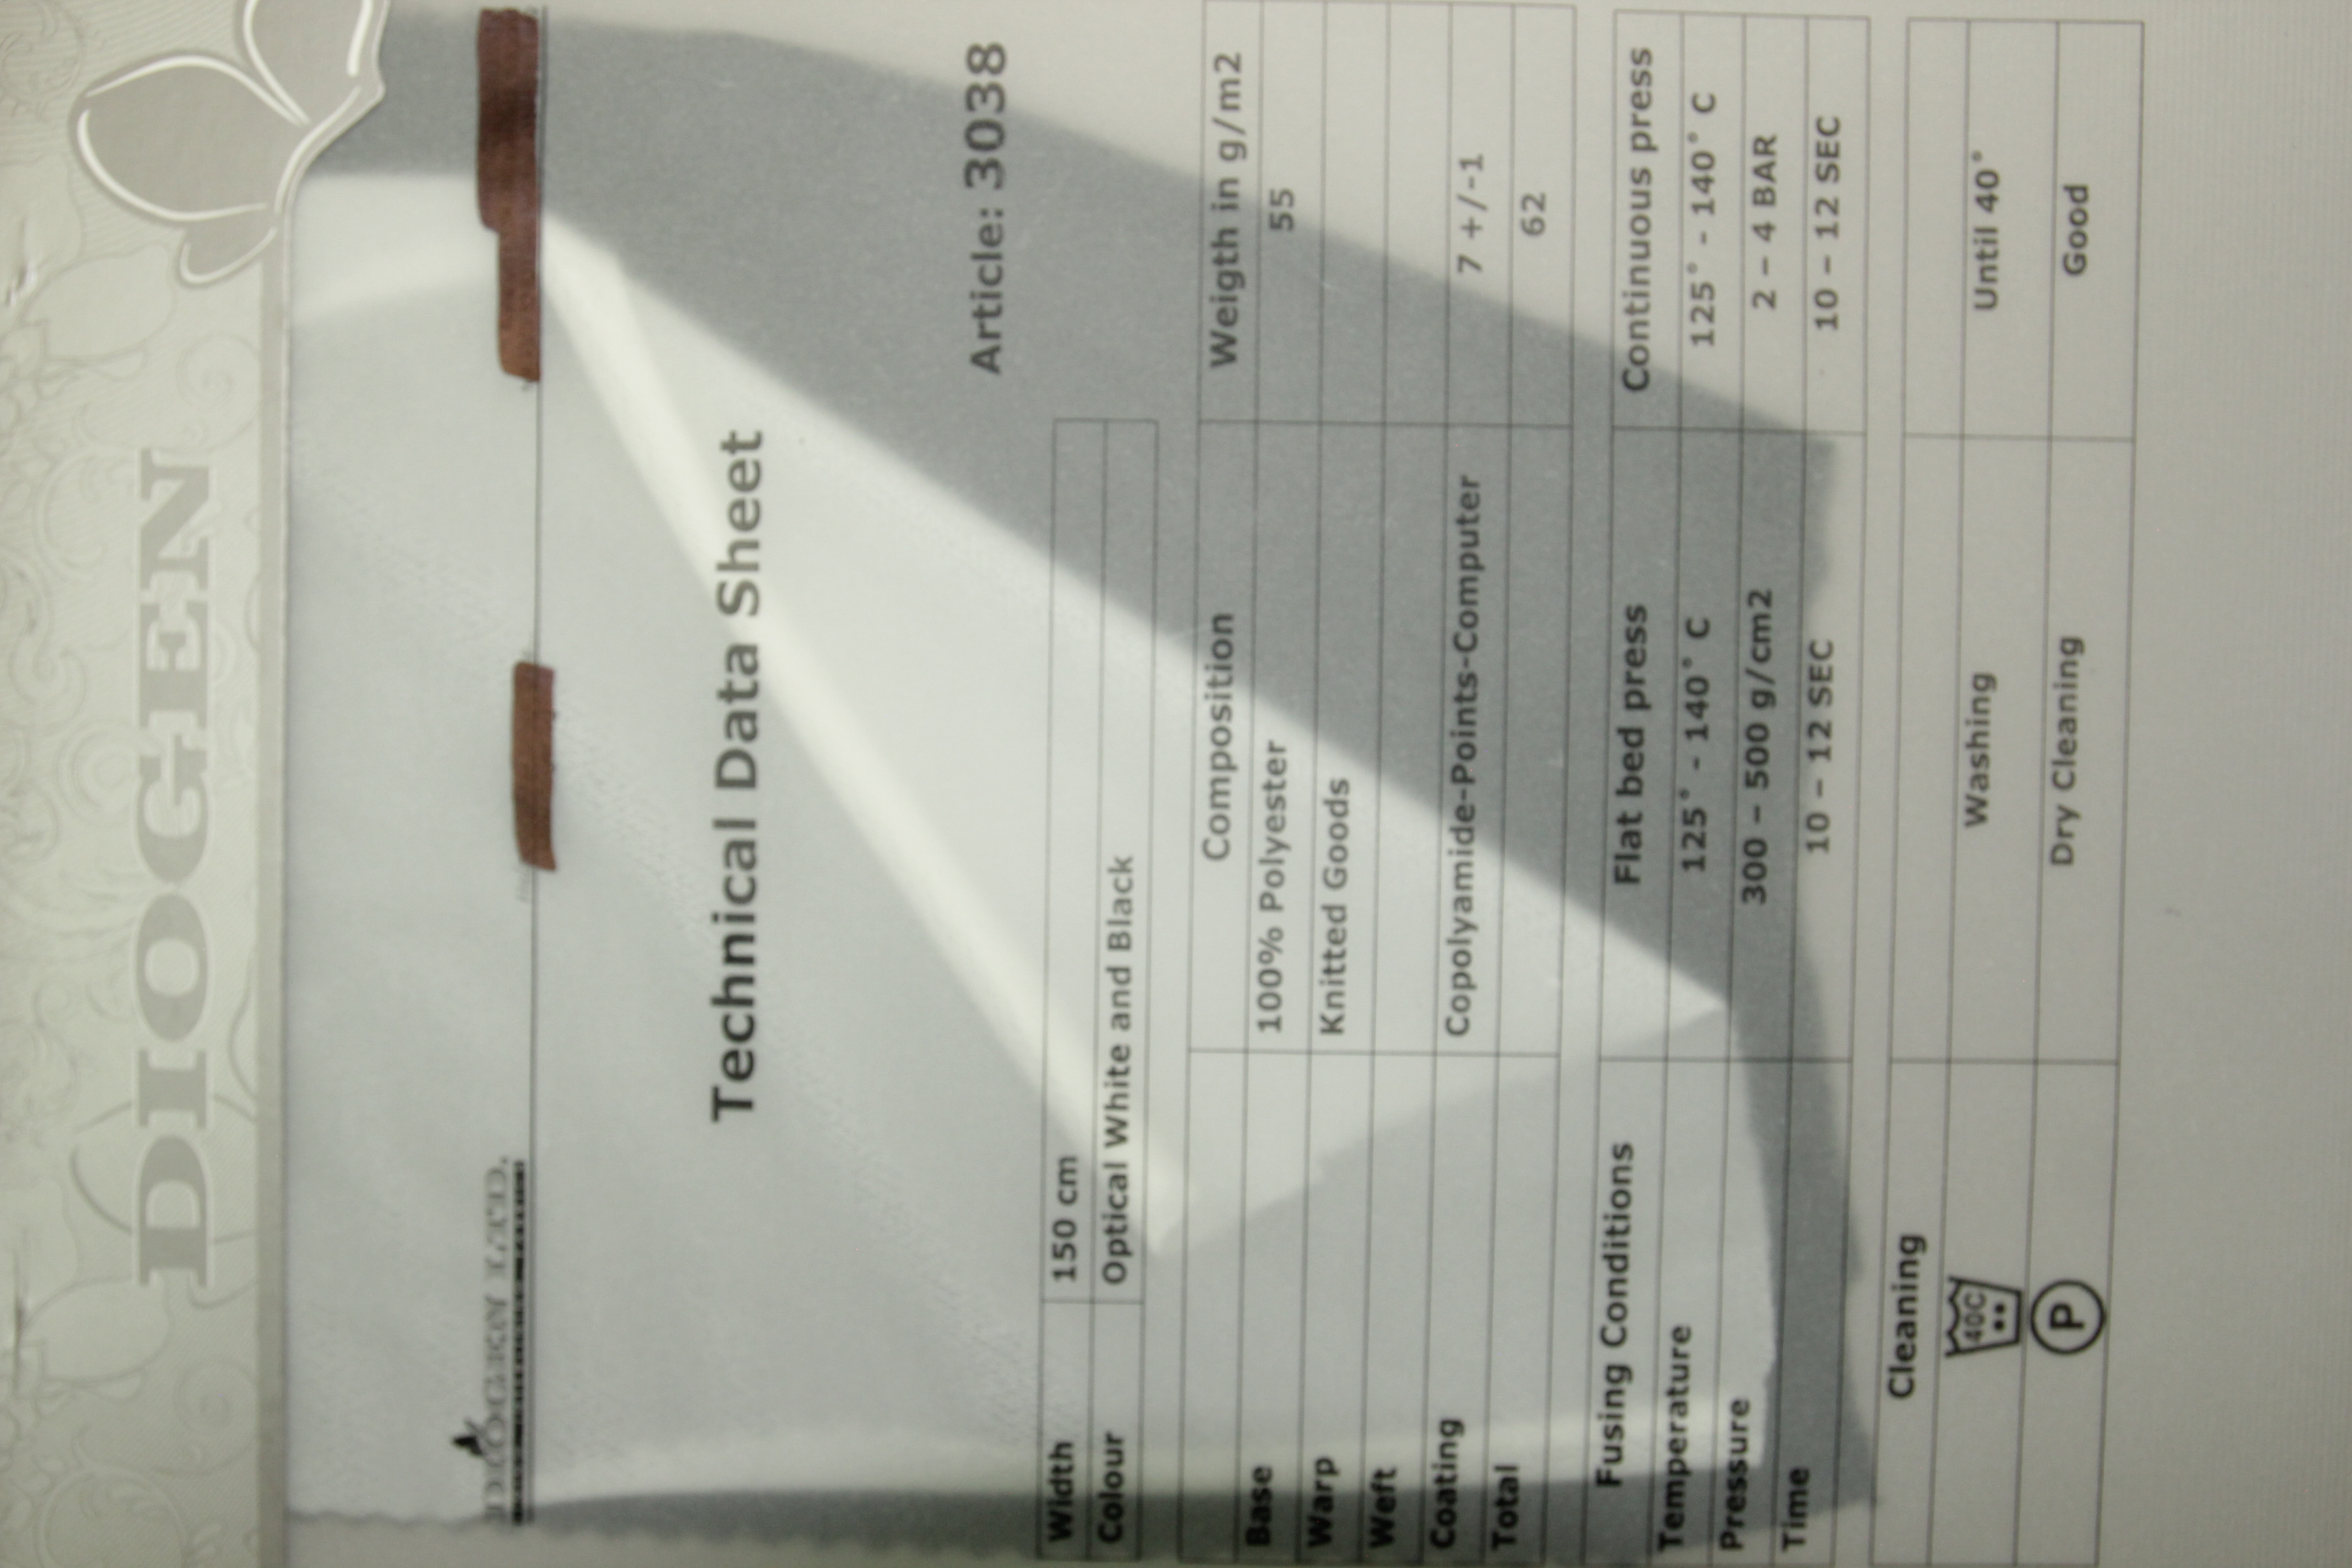 DIOGEN
DIOGEN LTD.
Technical Data Sheet
Article: 3038
Width 150 cm
Colour Optical White and Black
Composition Weigth in g/m2
Base 100% Polyester 55
Warp Knitted Goods
Weft
Coating Copolyamide-Points-Computer 7 +/-1
Total 62
Fusing Conditions Flat bed press Continuous press
Temperature 125° - 140° C 125° - 140° C
Pressure 300 – 500 g/cm2 2 – 4 BAR
Time 10 – 12 SEC 10 – 12 SEC
Cleaning
40C Washing Until 40°
P Dry Cleaning Good